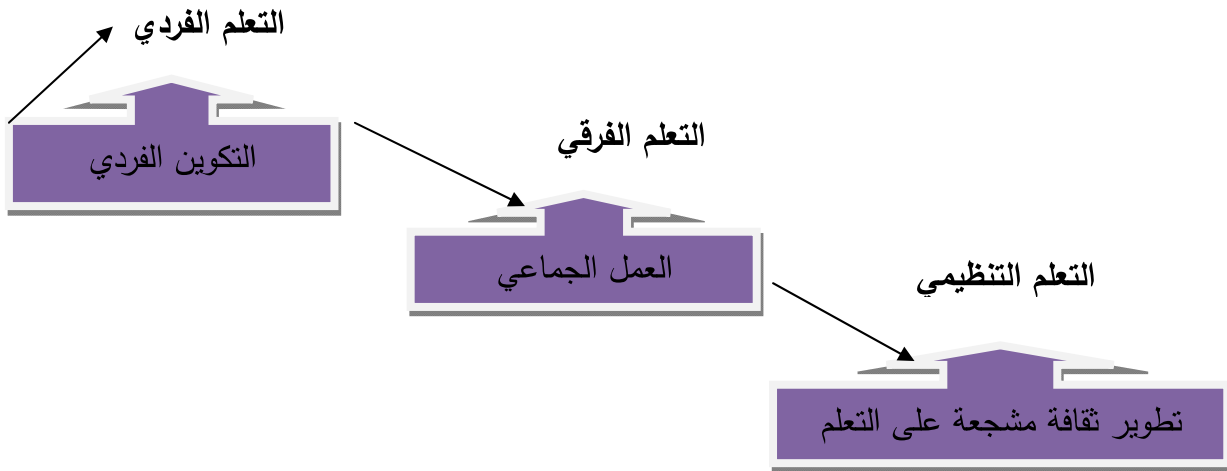 التعلم الفردي
التكوين الفردي
التعلم الفرقي
العمل الجماعي
التعلم التنظيمي
تطوير ثقافة مشجعة على التعلم